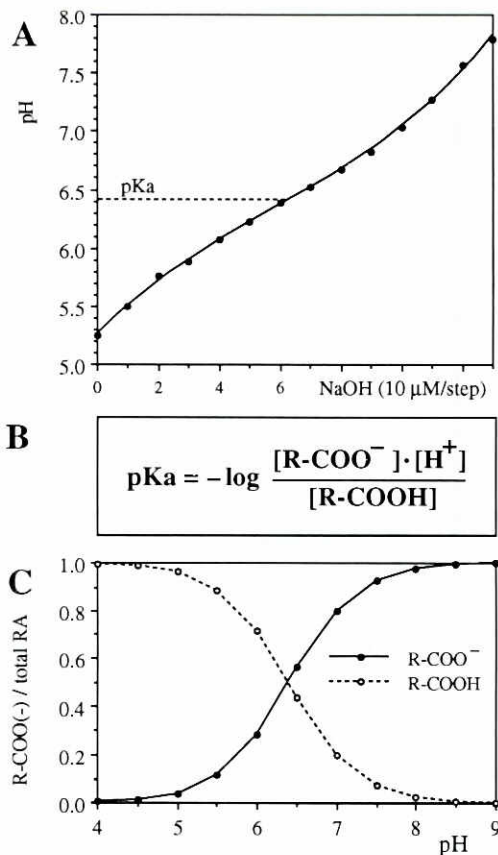 A
8.0
7.5
7.0
6.5
6.0
5.5
5.0
pH
pKa
0 2 4 6 NaOH (10 μM/step)
B
pKa = – log [R-COO⁻]·[H⁺] / [R-COOH]
C
1.0
0.8
0.6
0.4
0.2
0.0
R-COO(-) / total RA
R-COO⁻
R-COOH
4 5 6 7 8 9
pH